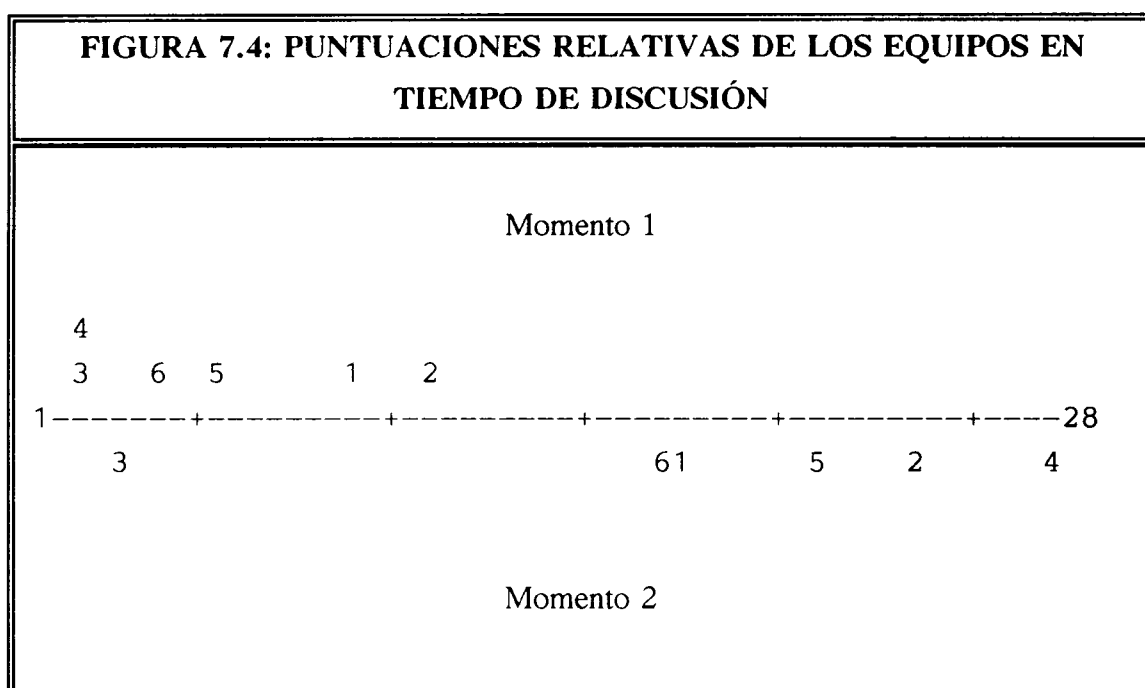 FIGURA 7.4: PUNTUACIONES RELATIVAS DE LOS EQUIPOS EN
TIEMPO DE DISCUSIÓN
Momento 1
4
3 6 5 1 2
1-------+---------+---------+---------+---------+----28
3 61 5 2 4
Momento 2